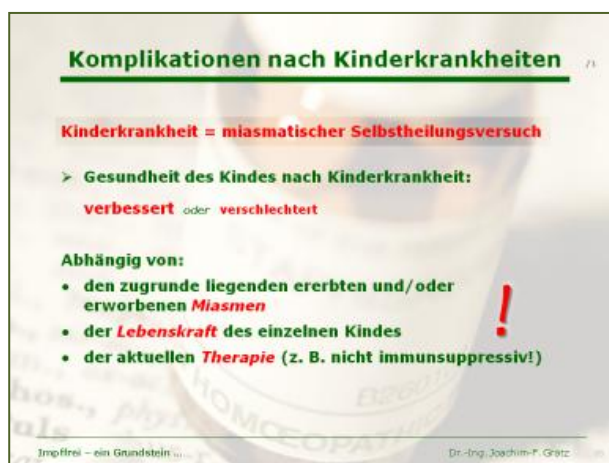 Komplikationen nach Kinderkrankheiten
/1
Kinderkrankheit = miasmatischer Selbstheilungsversuch
➢ Gesundheit des Kindes nach Kinderkrankheit:
verbessert oder verschlechtert
Abhängig von:
• den zugrunde liegenden ererbten und/oder
erworbenen Miasmen
• der Lebenskraft des einzelnen Kindes
• der aktuellen Therapie (z. B. nicht immunsuppressiv!)
!
HOMŒOPATHIC
Impffrei – ein Grundstein ...
Dr.-Ing. Joachim-F. Grätz